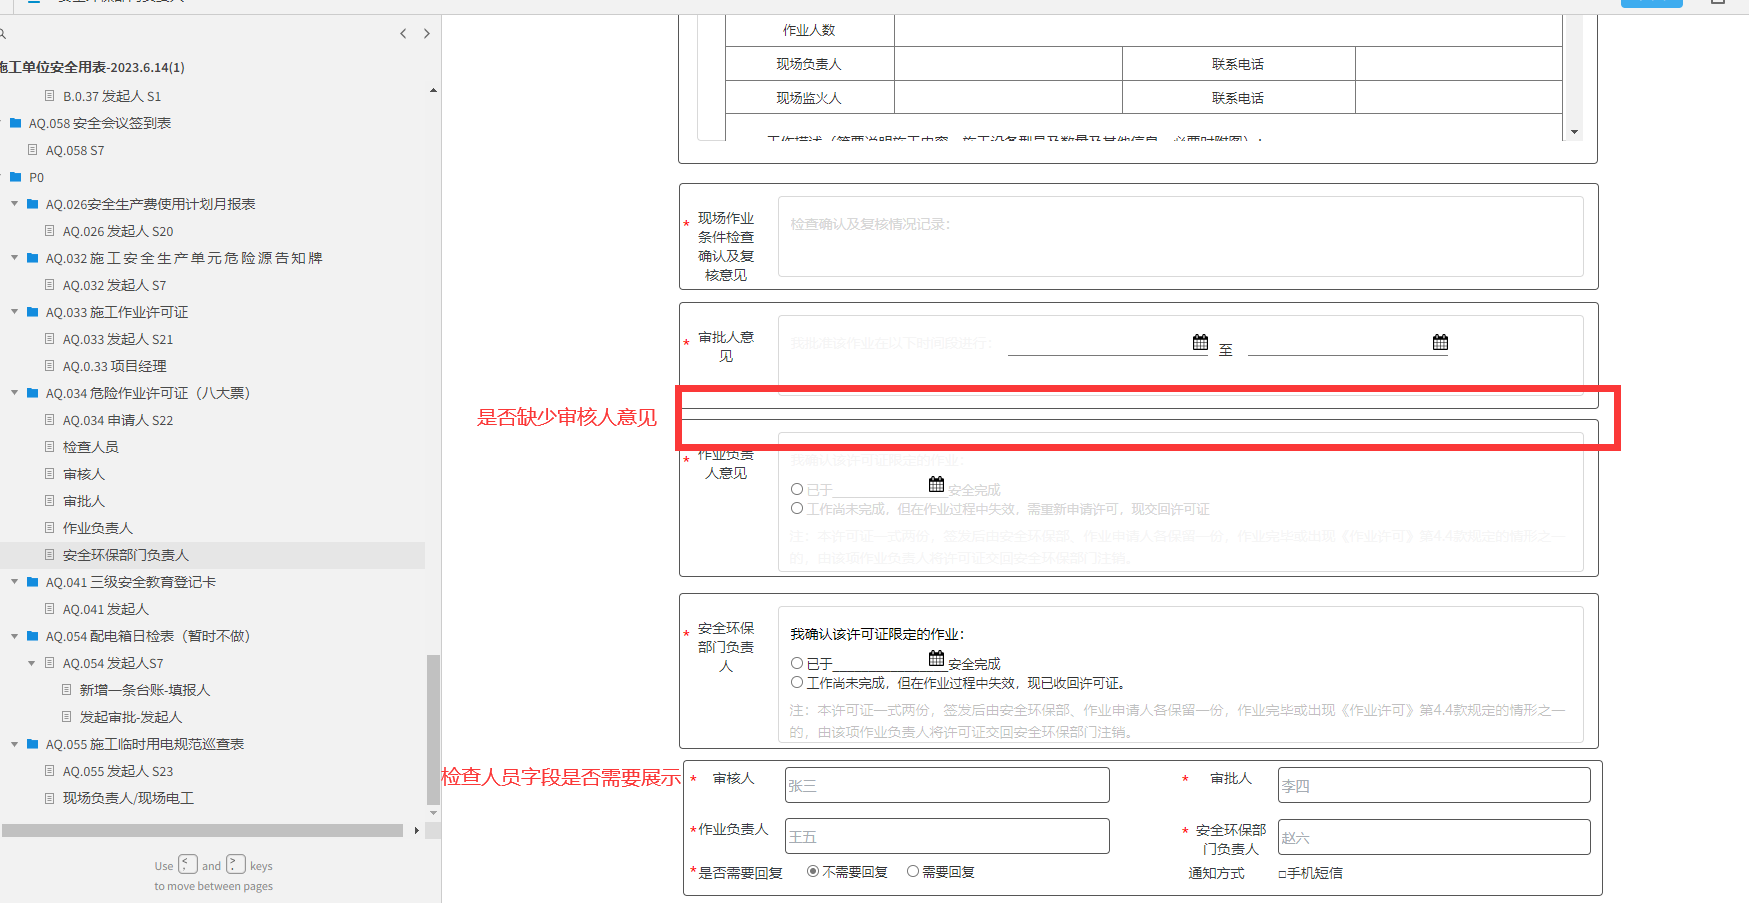 施工单位安全用表-2023.6.14(1)
B.0.37 发起人 S1
AQ.058 安全会议签到表
AQ.058 S7
P0
AQ.026安全生产费使用计划月报表
AQ.026 发起人 S20
AQ.032 施工安全生产单元危险源告知牌
AQ.032 发起人 S7
AQ.033 施工作业许可证
AQ.033 发起人 S21
AQ.0.33 项目经理
AQ.034 危险作业许可证（八大票）
AQ.034 申请人 S22
检查人员
审核人
审批人
作业负责人
安全环保部门负责人
AQ.041 三级安全教育登记卡
AQ.041 发起人
AQ.054 配电箱日检表（暂时不做）
AQ.054 发起人S7
新增一条台账-填报人
发起审批-发起人
AQ.055 施工临时用电规范巡查表
AQ.055 发起人 S23
现场负责人/现场电工
Use < , and > . keys
to move between pages
作业人数
现场负责人 联系电话
现场监火人 联系电话
工作描述（简要说明施工内容、施工设备型号及数量及其他信息，必要时附图）：
* 现场作业
条件检查
确认及复
核意见
检查确认及复核情况记录：
* 审批人意
见
我批准该作业在以下时间段进行： 至
是否缺少审核人意见
* 作业负责
人意见
我确认该许可证限定的作业：
已于 安全完成
工作尚未完成，但在作业过程中失效，需重新申请许可，现交回许可证
注：本许可证一式两份，签发后由安全环保部、作业申请人各保留一份，作业完毕或出现《作业许可》第4.4款规定的情形之一
的，由该项作业负责人将许可证交回安全环保部门注销。
* 安全环保
部门负责
人
我确认该许可证限定的作业：
已于 安全完成
工作尚未完成，但在作业过程中失效，现已收回许可证。
注：本许可证一式两份，签发后由安全环保部、作业申请人各保留一份，作业完毕或出现《作业许可》第4.4款规定的情形之一
的，由该项作业负责人将许可证交回安全环保部门注销。
检查人员字段是否需要展示
* 审核人 张三 * 审批人 李四
*作业负责人 王五 * 安全环保部
门负责人 赵六
*是否需要回复 不需要回复 需要回复 通知方式 □手机短信